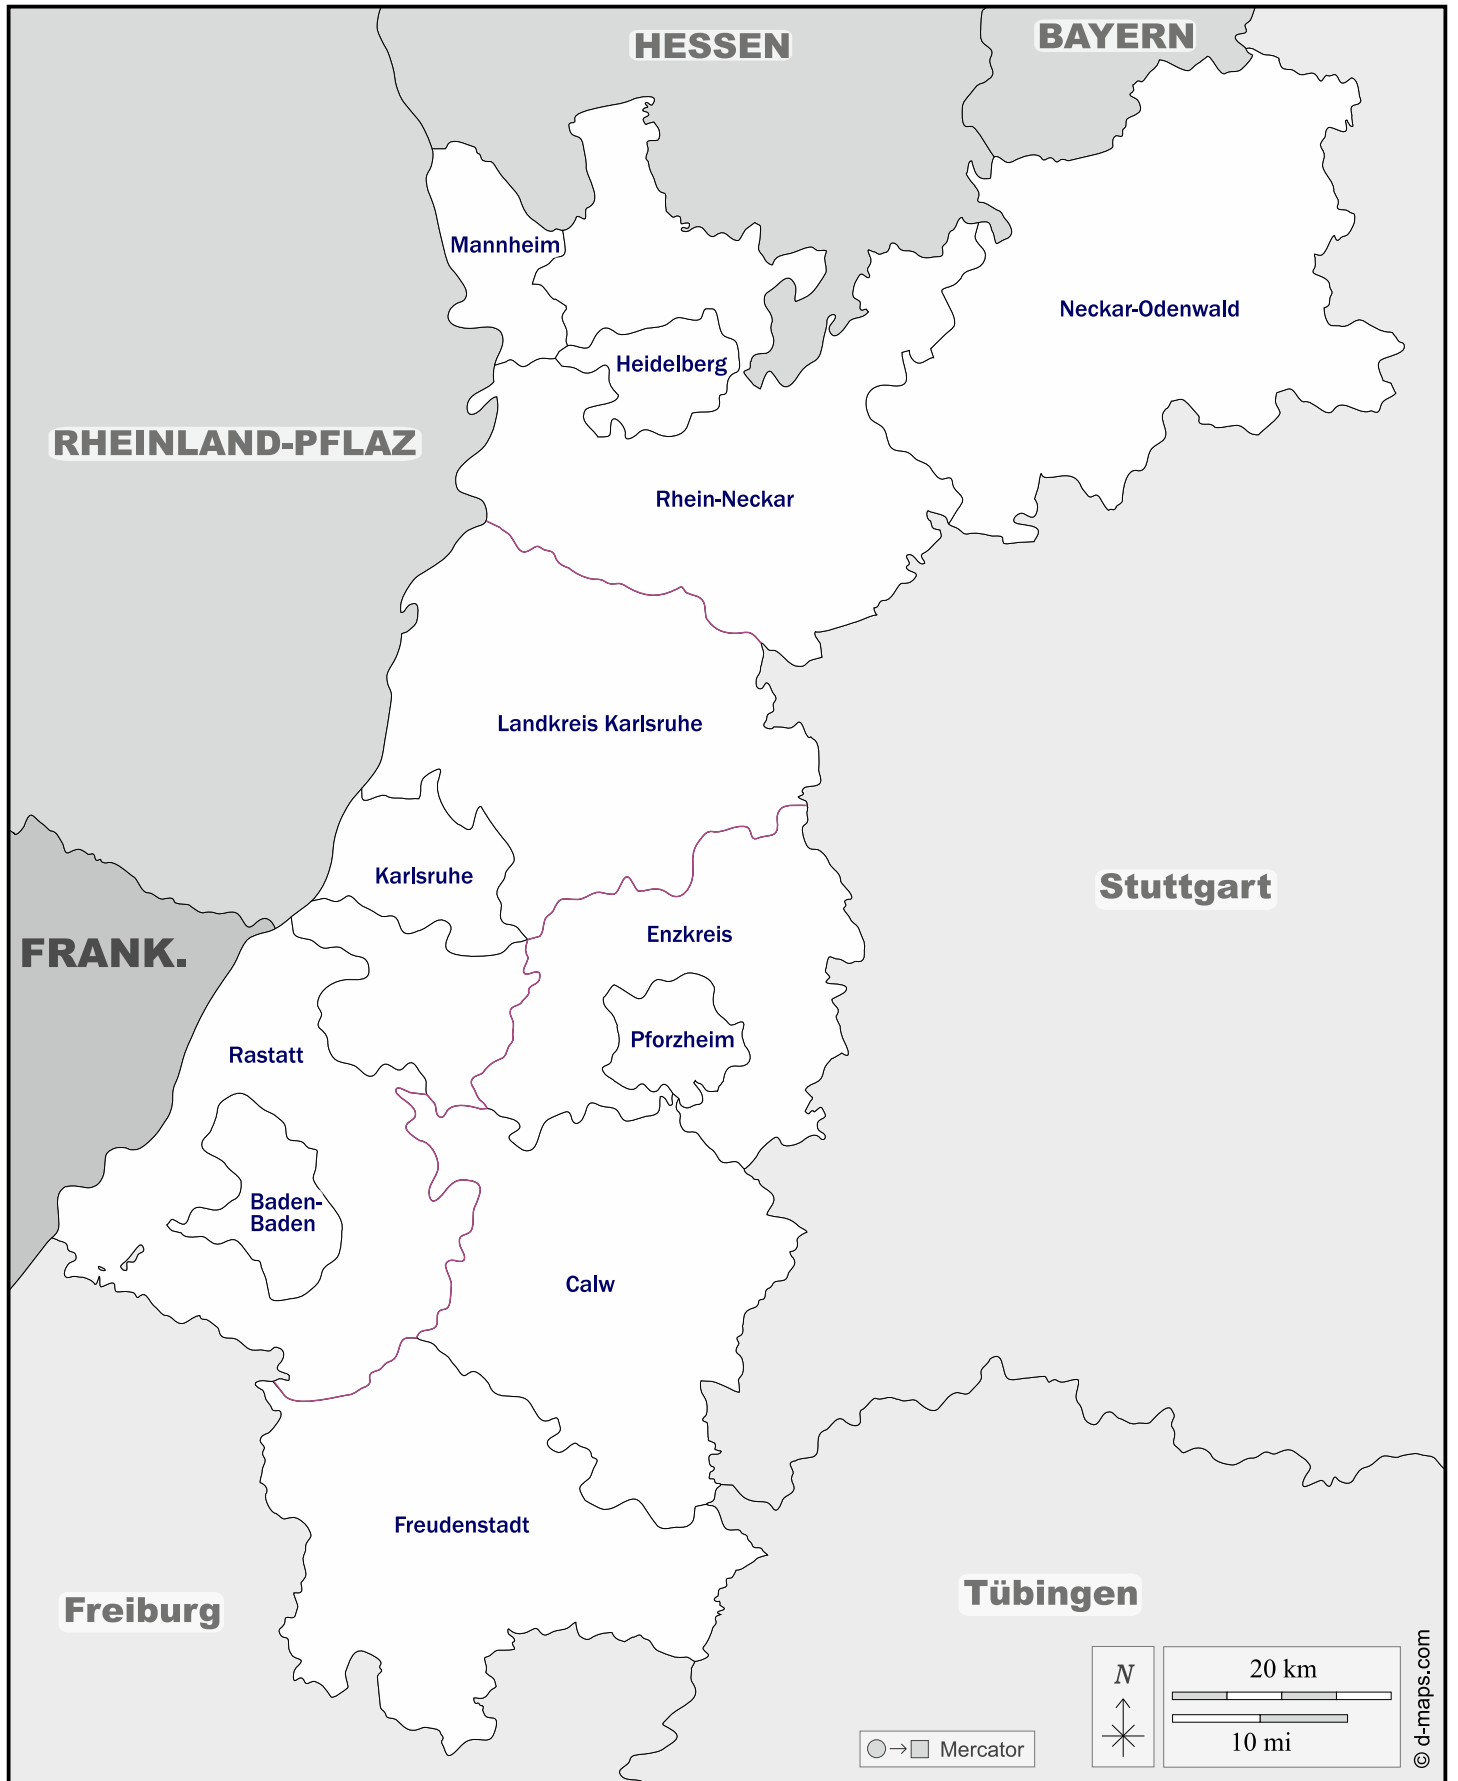 HESSEN
BAYERN
Mannheim
Neckar-Odenwald
Heidelberg
RHEINLAND-PFLAZ
Rhein-Neckar
Landkreis Karlsruhe
Karlsruhe
Stuttgart
Enzkreis
FRANK.
Pforzheim
Rastatt
Baden-
Baden
Calw
Freudenstadt
Tübingen
Freiburg
N
20 km
10 mi
Mercator
© d-maps.com